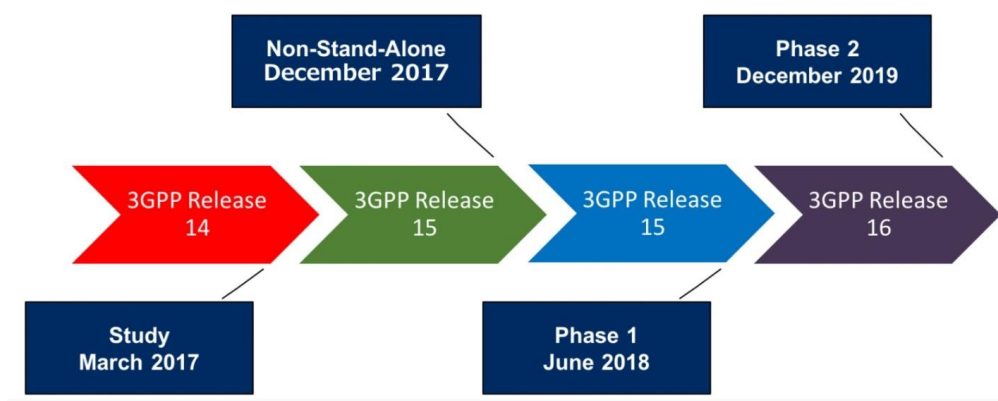 Non-Stand-Alone
December 2017
Phase 2
December 2019
3GPP Release
14
3GPP Release
15
3GPP Release
15
3GPP Release
16
Study
March 2017
Phase 1
June 2018